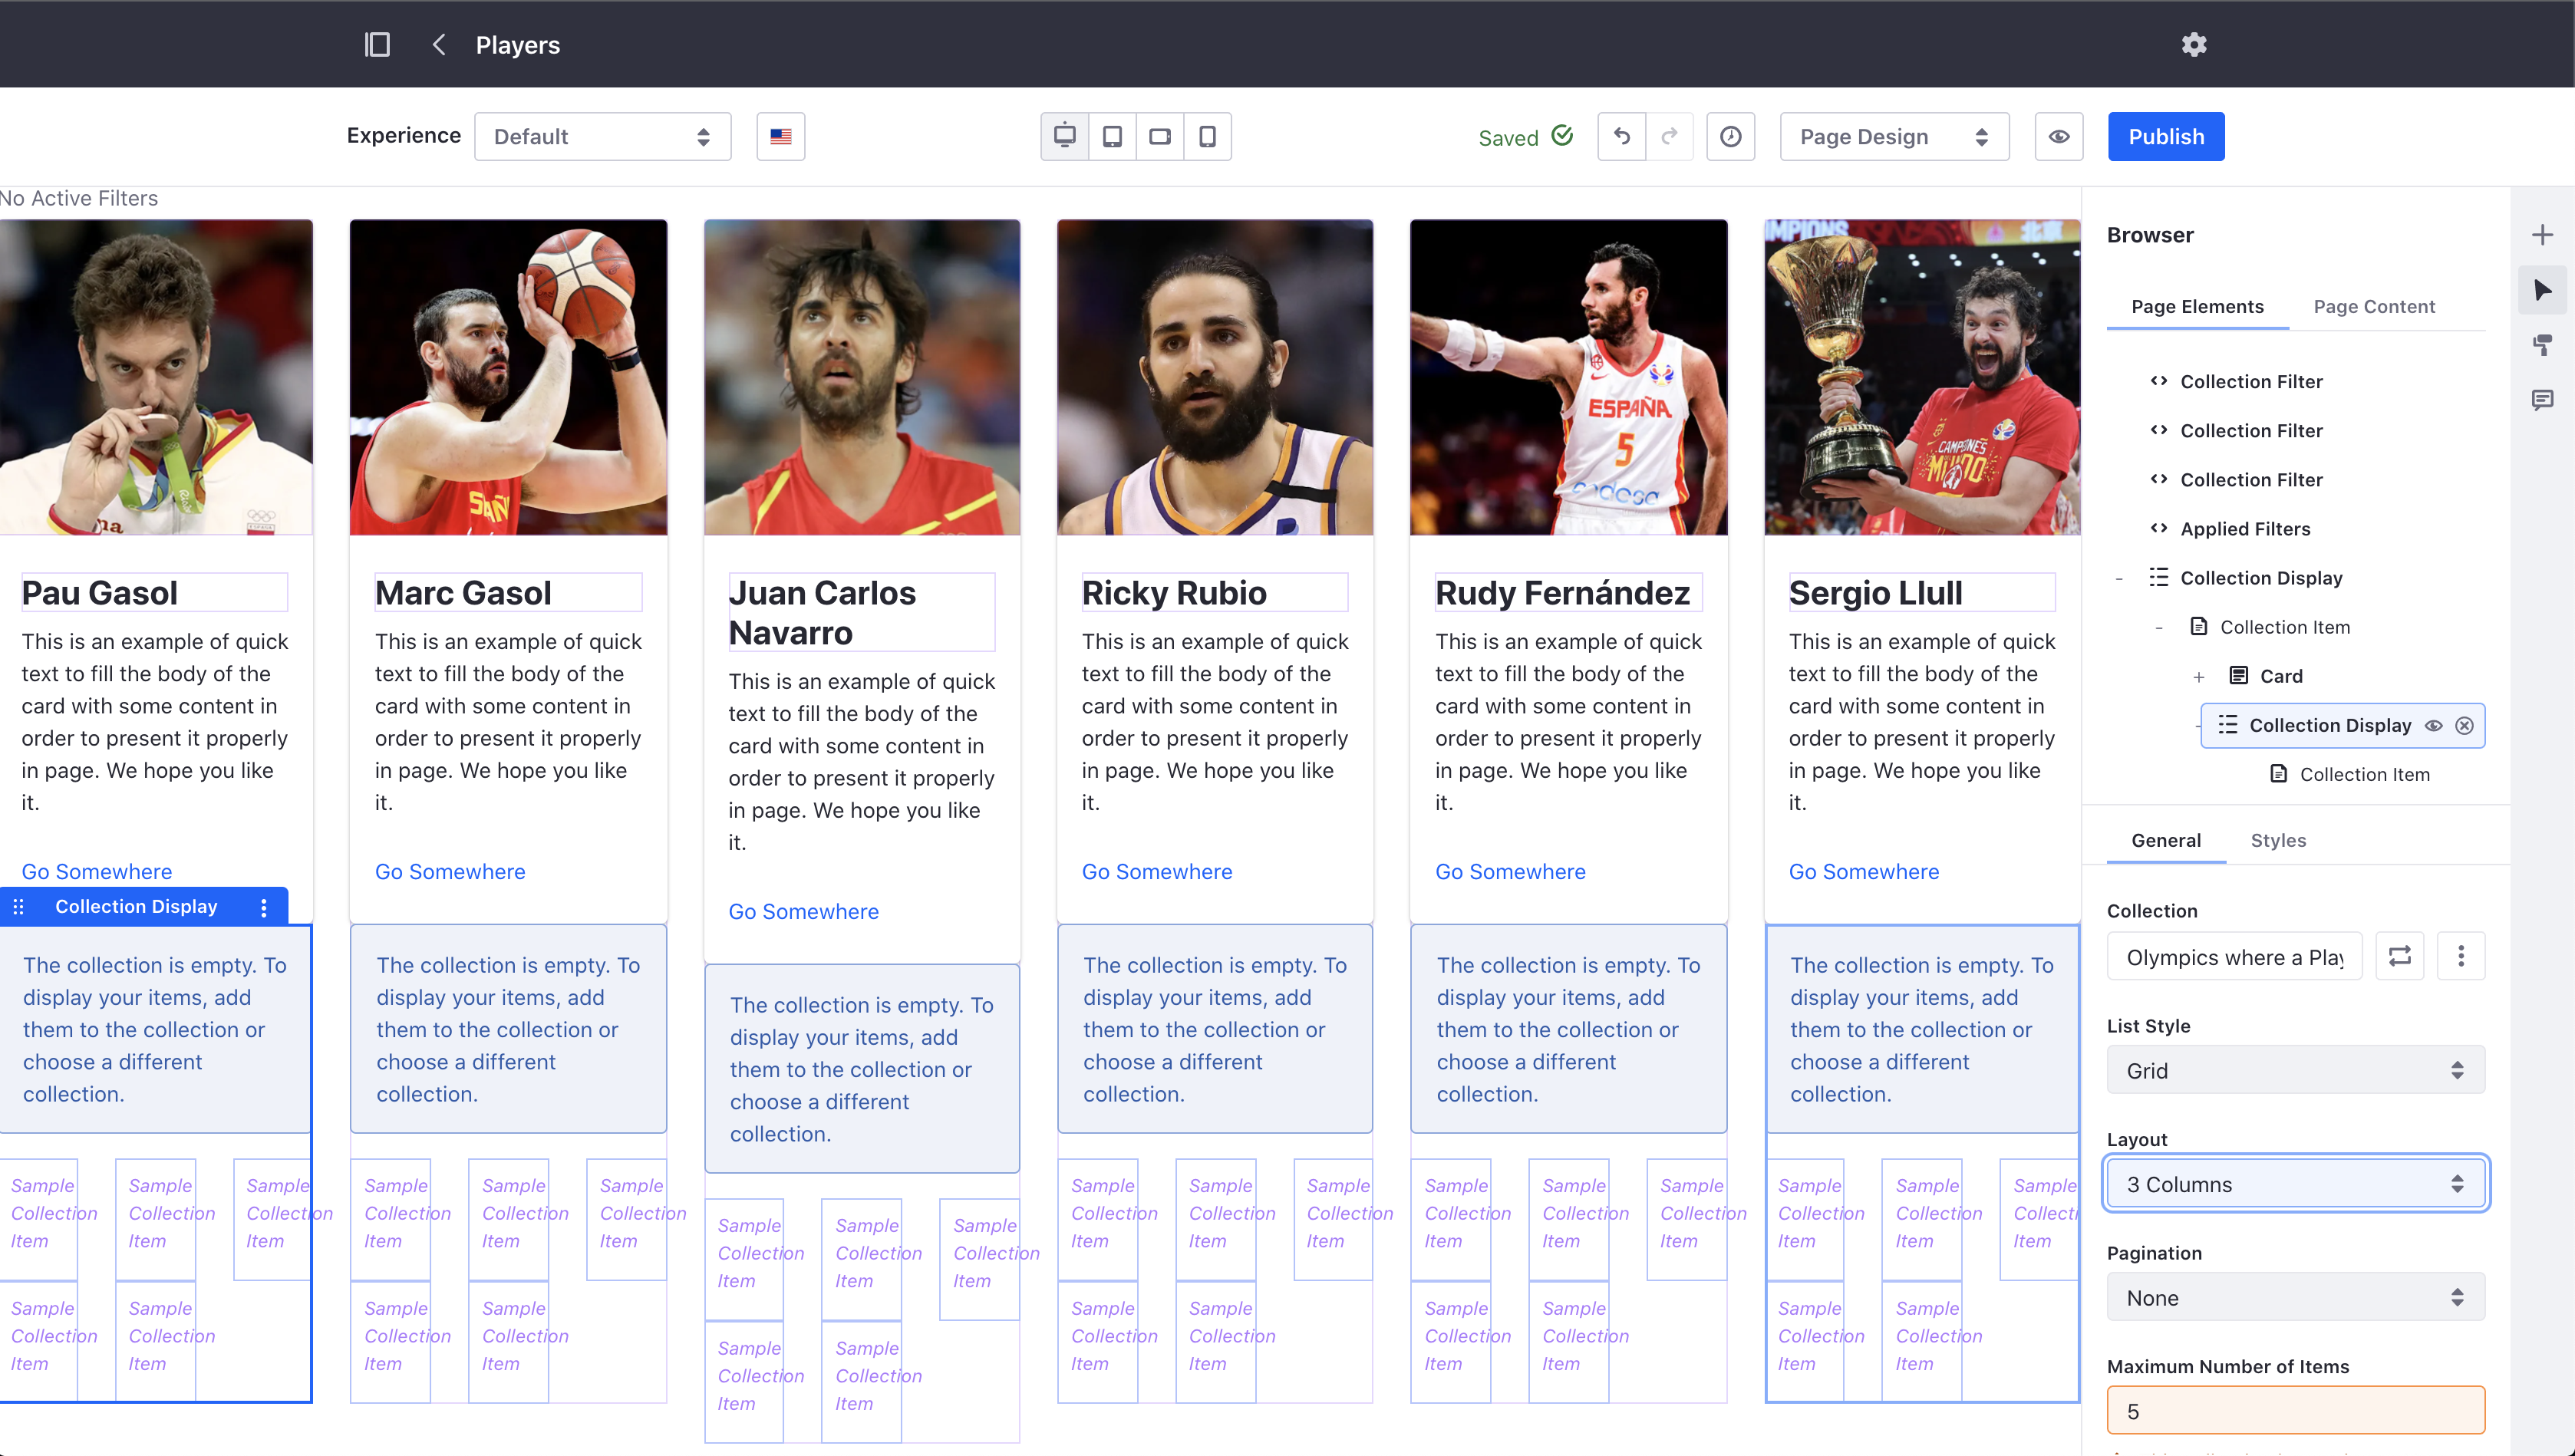 Players
Experience
Default
Saved
Page Design
Publish
No Active Filters
ESPAÑA
5
CAMPEONES
MUNDO
Pau Gasol
This is an example of quick
text to fill the body of the
card with some content in
order to present it properly
in page. We hope you like
it.
Go Somewhere
Marc Gasol
This is an example of quick
text to fill the body of the
card with some content in
order to present it properly
in page. We hope you like
it.
Go Somewhere
Juan Carlos
Navarro
This is an example of quick
text to fill the body of the
card with some content in
order to present it properly
in page. We hope you like
it.
Go Somewhere
Ricky Rubio
This is an example of quick
text to fill the body of the
card with some content in
order to present it properly
in page. We hope you like
it.
Go Somewhere
Rudy Fernández
This is an example of quick
text to fill the body of the
card with some content in
order to present it properly
in page. We hope you like
it.
Go Somewhere
Sergio Llull
This is an example of quick
text to fill the body of the
card with some content in
order to present it properly
in page. We hope you like
it.
Go Somewhere
Collection Display
The collection is empty. To
display your items, add
them to the collection or
choose a different
collection.
Sample
Collection
Item
Sample
Collection
Item
Sample
Collection
Item
Sample
Collection
Item
Sample
Collection
Item
The collection is empty. To
display your items, add
them to the collection or
choose a different
collection.
Sample
Collection
Item
Sample
Collection
Item
Sample
Collection
Item
Sample
Collection
Item
Sample
Collection
Item
The collection is empty. To
display your items, add
them to the collection or
choose a different
collection.
Sample
Collection
Item
Sample
Collection
Item
Sample
Collection
Item
Sample
Collection
Item
Sample
Collection
Item
The collection is empty. To
display your items, add
them to the collection or
choose a different
collection.
Sample
Collection
Item
Sample
Collection
Item
Sample
Collection
Item
Sample
Collection
Item
Sample
Collection
Item
The collection is empty. To
display your items, add
them to the collection or
choose a different
collection.
Sample
Collection
Item
Sample
Collection
Item
Sample
Collection
Item
Sample
Collection
Item
Sample
Collection
Item
The collection is empty. To
display your items, add
them to the collection or
choose a different
collection.
Sample
Collection
Item
Sample
Collection
Item
Sample
Collecti
Item
Sample
Collection
Item
Sample
Collection
Item
Browser
Page Elements
Page Content
Collection Filter
Collection Filter
Collection Filter
Applied Filters
Collection Display
Collection Item
Card
Collection Display
Collection Item
General
Styles
Collection
Olympics where a Play
List Style
Grid
Layout
3 Columns
Pagination
None
Maximum Number of Items
5